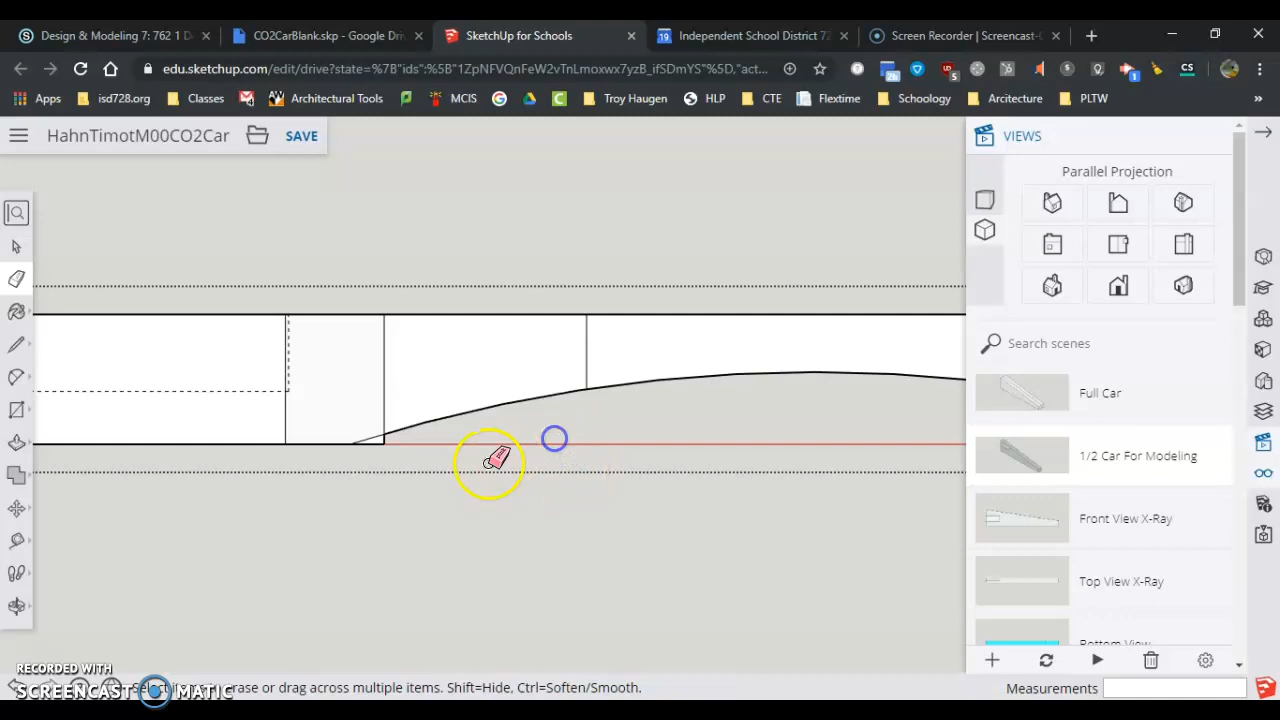 Design & Modeling 7: 762 1 D
CO2CarBlank.skp - Google Dri
SketchUp for Schools
Independent School District 72
Screen Recorder | Screencast-O
edu.sketchup.com/edit/drive?state=%7B"ids":%5B"1ZpNFVQnFeW2vTnLmoxwx7yzB_ifSDmYS"%5D,"act...
Apps
isd728.org
Classes
Architectural Tools
MCIS
Troy Haugen
HLP
CTE
Flextime
Schoology
Arcitecture
PLTW
»
HahnTimotM00CO2Car
SAVE
VIEWS
Parallel Projection
Search scenes
Full Car
1/2 Car For Modeling
Front View X-Ray
Top View X-Ray
Bottom View
RECORDED WITH
SCREENCAST MATIC
rase or drag across multiple items. Shift=Hide, Ctrl=Soften/Smooth.
Measurements